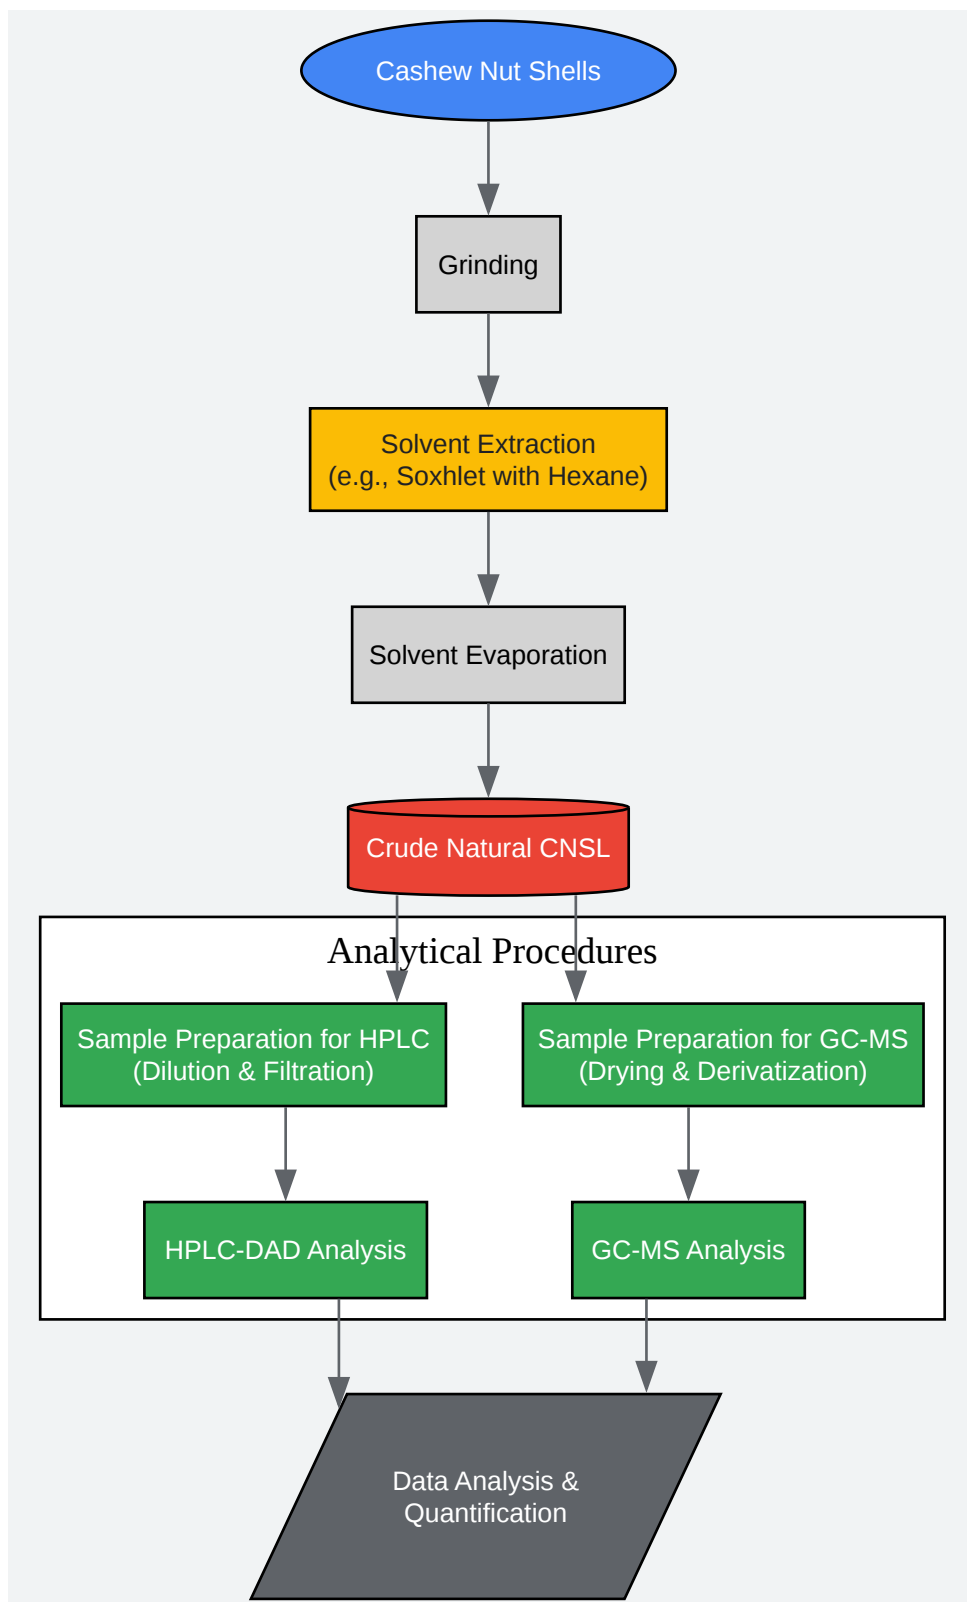 Cashew Nut Shells
Grinding
Solvent Extraction
(e.g., Soxhlet with Hexane)
Solvent Evaporation
Crude Natural CNSL
Analytical Procedures
Sample Preparation for HPLC
(Dilution & Filtration)
Sample Preparation for GC-MS
(Drying & Derivatization)
HPLC-DAD Analysis
GC-MS Analysis
Data Analysis &
Quantification